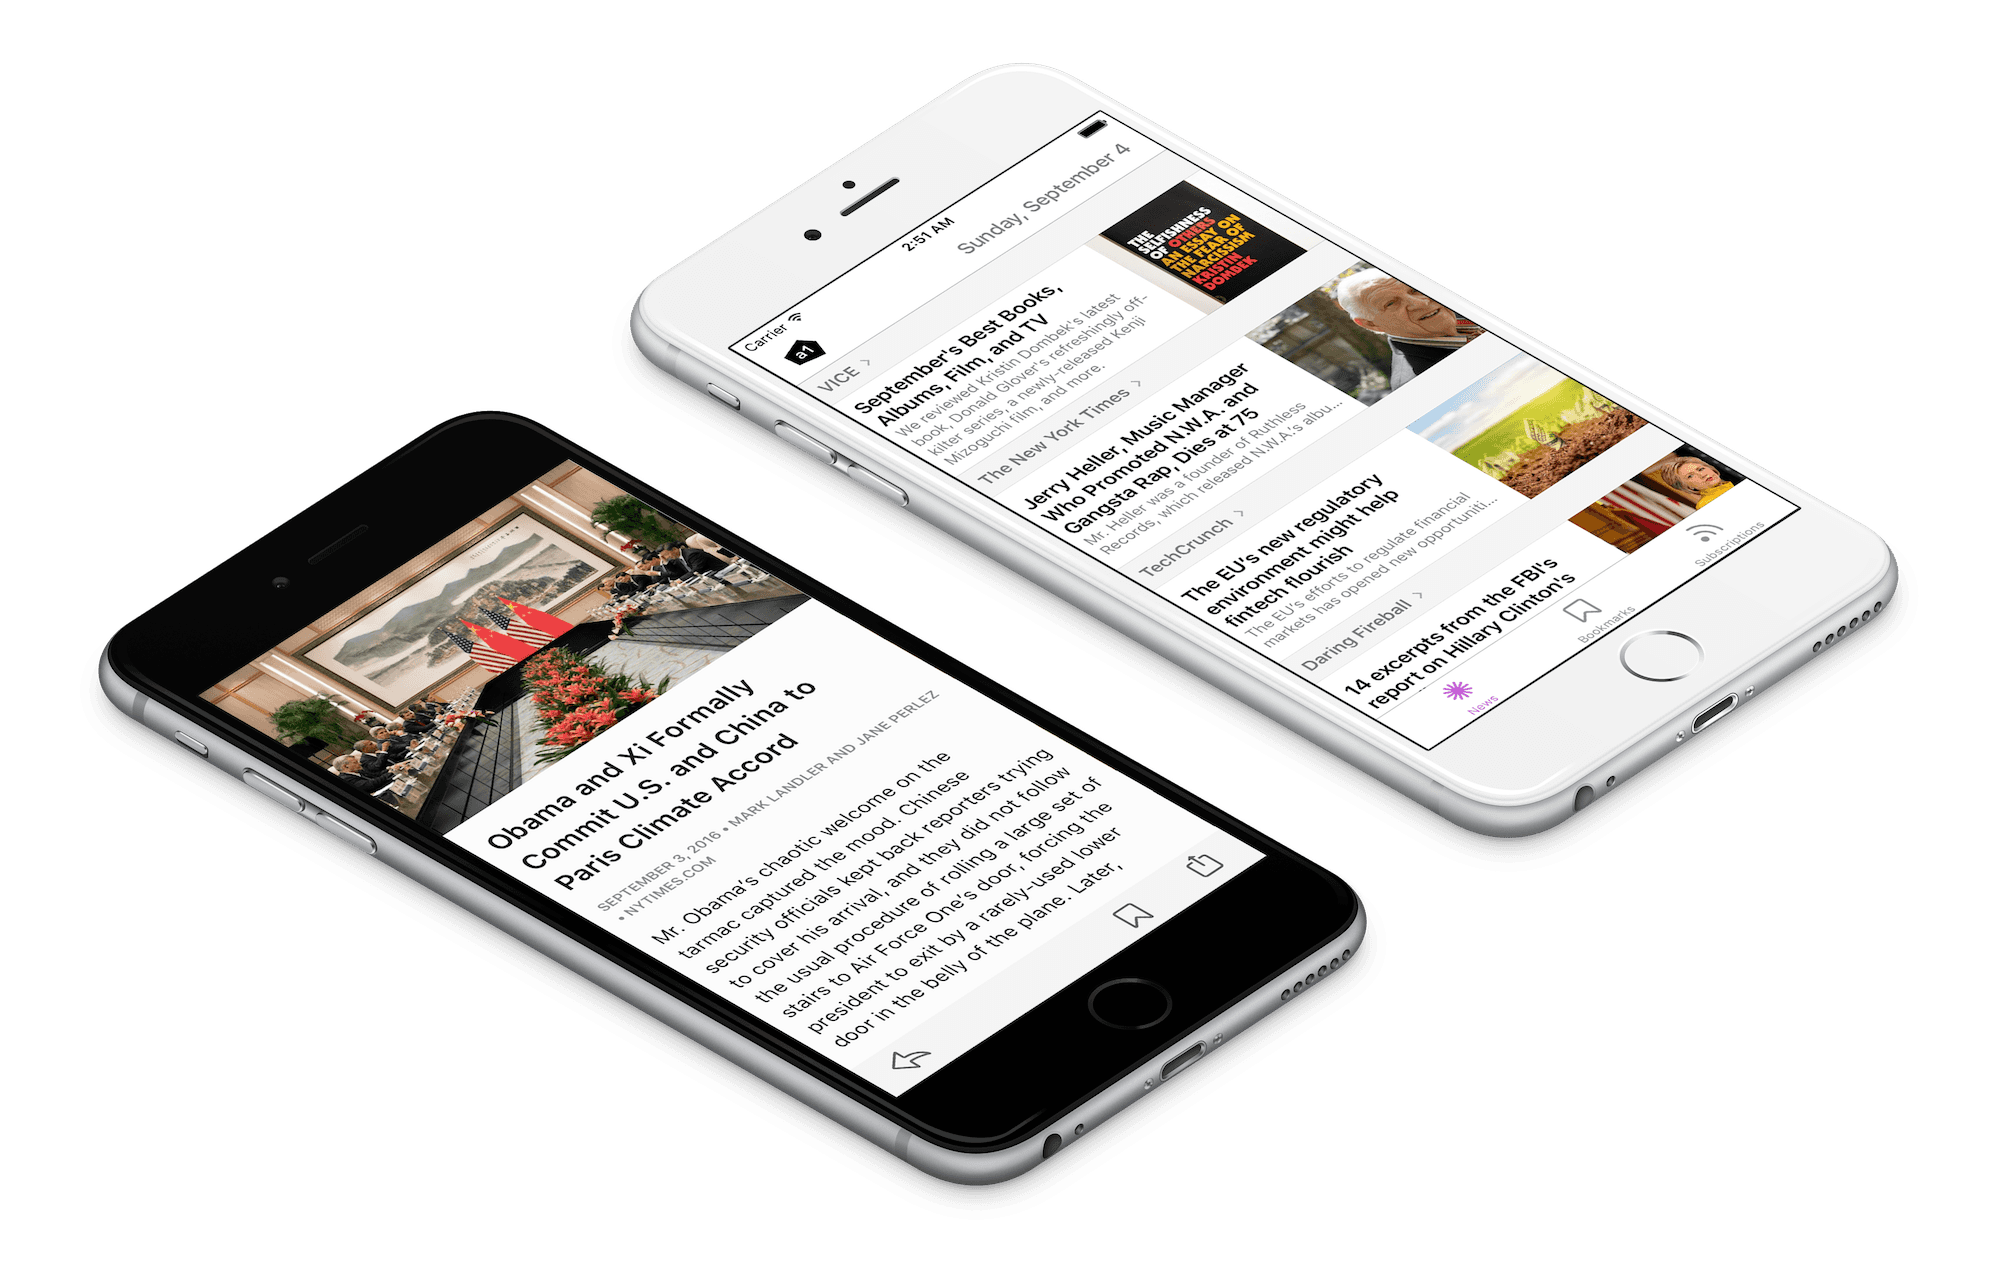 Obama and Xi Formally
Commit U.S. and China to
Paris Climate Accord
SEPTEMBER 3, 2016 • MARK LANDLER AND JANE PERLEZ
• NYTIMES.COM
Mr. Obama's chaotic welcome on the
tarmac captured the mood. Chinese
security officials kept back reporters trying
to cover his arrival, and they did not follow
the usual procedure of rolling a large set of
stairs to Air Force One's door, forcing the
president to exit by a rarely-used lower
door in the belly of the plane. Later,
Carrier
2:51 AM
a1
Sunday, September 4
VICE
September's Best Books,
Albums, Film, and TV
We reviewed Kristin Dombek's latest
book, Donald Glover's refreshingly off-
kilter series, a newly-released Kenji
Mizoguchi film, and more.
THE
SELFISHNESS
OF OTHERS
AN ESSAY ON
THE FEAR OF
NARCISSISM
KRISTIN
DOMBEK
The New York Times
Jerry Heller, Music Manager
Who Promoted N.W.A. and
Gangsta Rap, Dies at 75
Mr. Heller was a founder of Ruthless
Records, which released N.W.A.'s albu...
TechCrunch
The EU's new regulatory
environment might help
fintech flourish
The EU's efforts to regulate financial
markets has opened new opportuniti...
Daring Fireball
14 excerpts from the FBI's
report on Hillary Clinton's
News
Bookmarks
Subscriptions